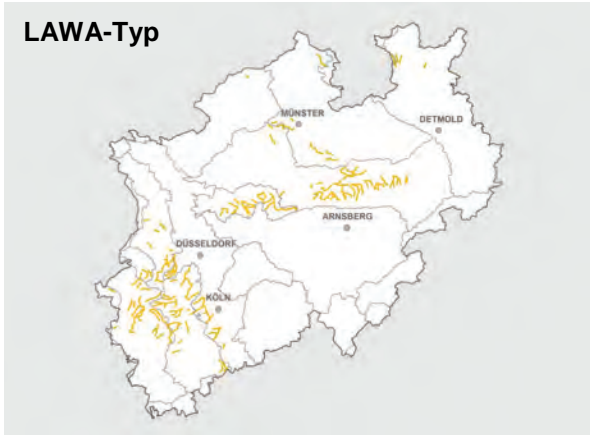 LAWA-Typ
MÜNSTER
DETMOLD
ARNSBERG
DÜSSELDORF
KÖLN